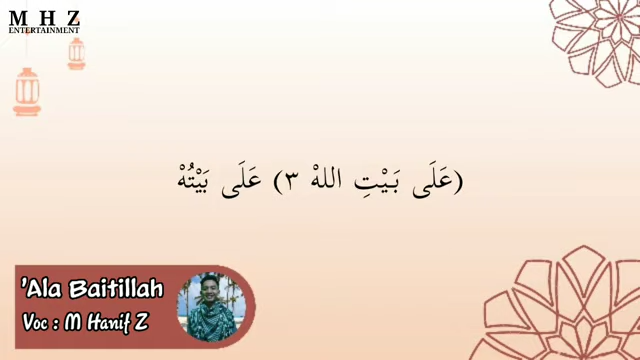 M H Z
ENTERTAINMENT
(عَلَى بَيْتِ اللهْ ٣) عَلَى بَيْتُهْ
'Ala Baitillah
Voc : M Hanif Z